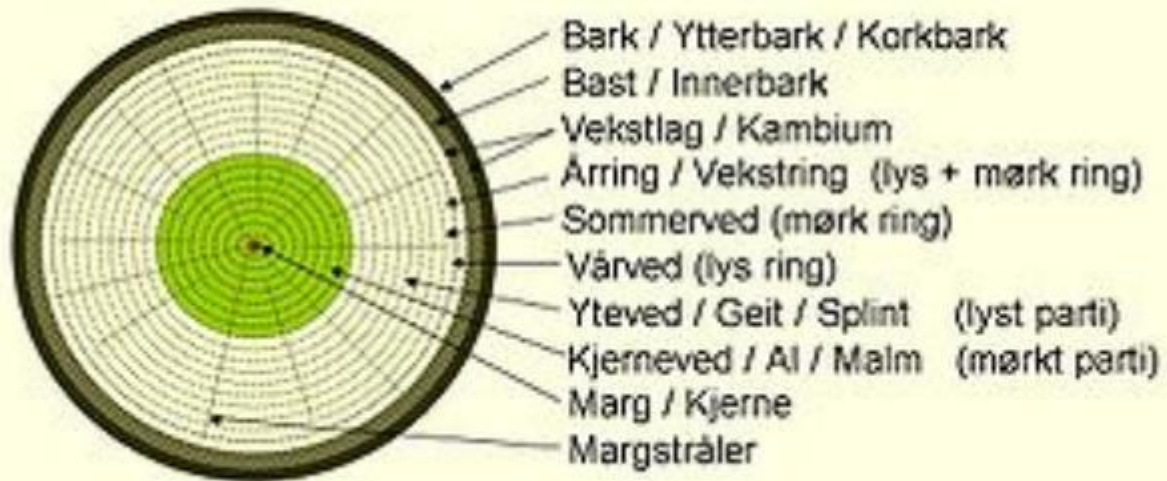 Bark / Ytterbark / Korkbark
Bast / Innerbark
Vekstlag / Kambium
Årring / Vekstring (lys + mørk ring)
Sommerved (mørk ring)
Vårved (lys ring)
Yteved / Geit / Splint (lyst parti)
Kjerneved / Al / Malm (mørkt parti)
Marg / Kjerne
Margstråler